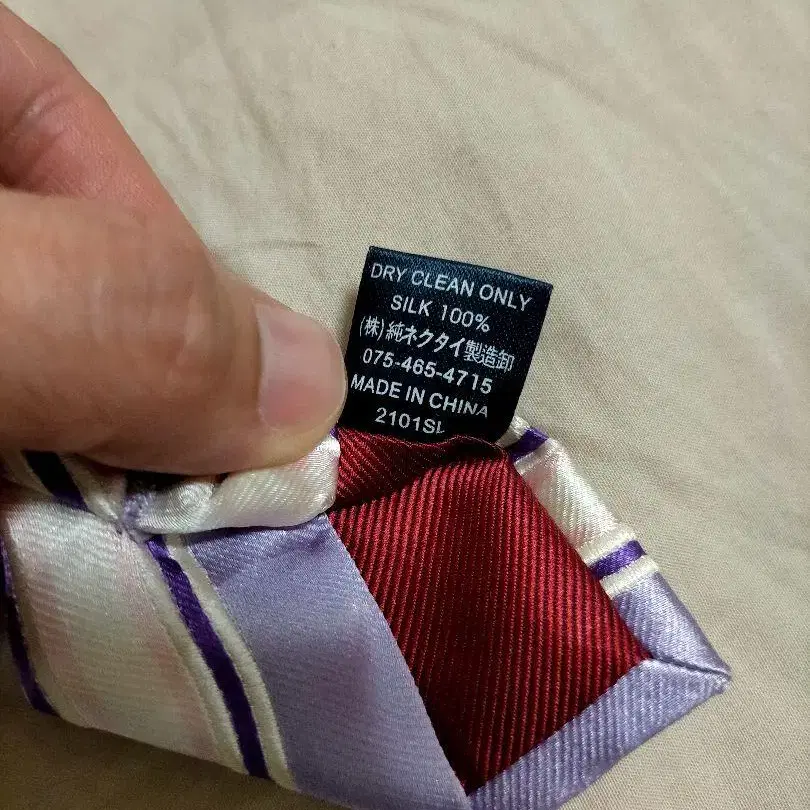 DRY CLEAN ONLY
SILK 100%
(株)純ネクタイ製造卸
075-465-4715
MADE IN CHINA
2101SL